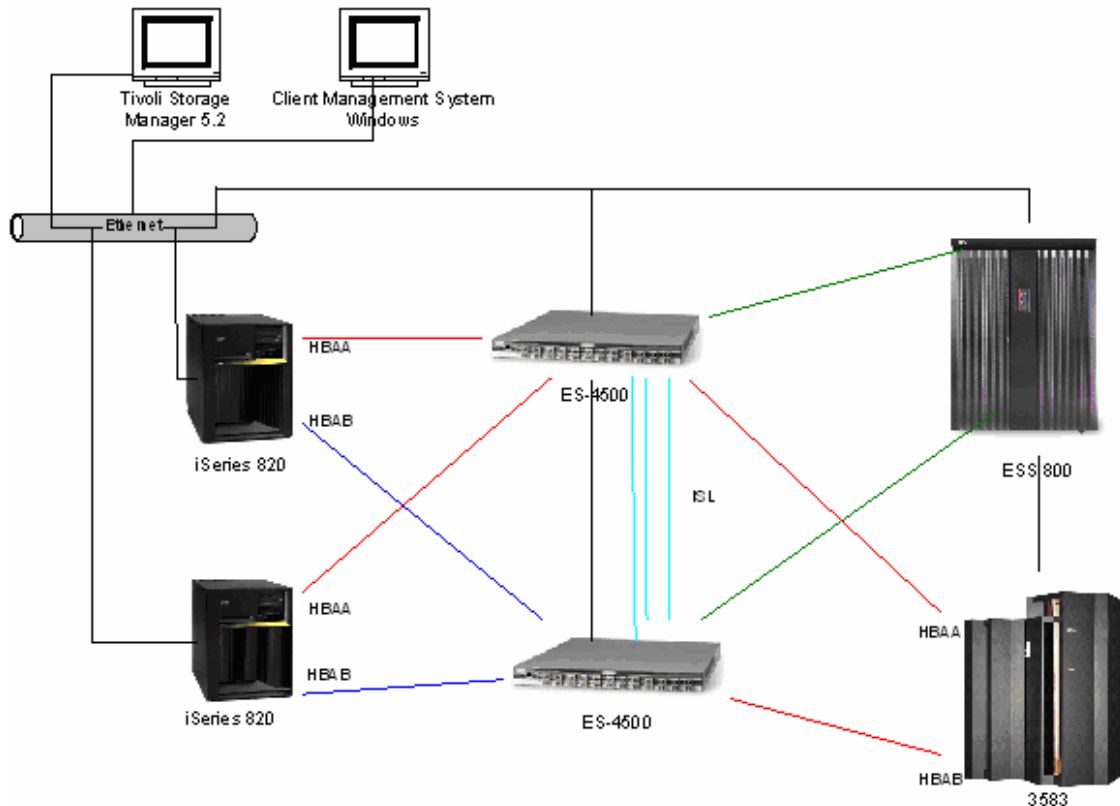 Tivoli Storage
Manager 5.2
Client Management System
Windows
Ethernet
HBAA
HBAB
iSeries 820
ES-4500
ISL
ESS 800
HBAA
HBAB
iSeries 820
ES-4500
HBAA
HBAB
3583